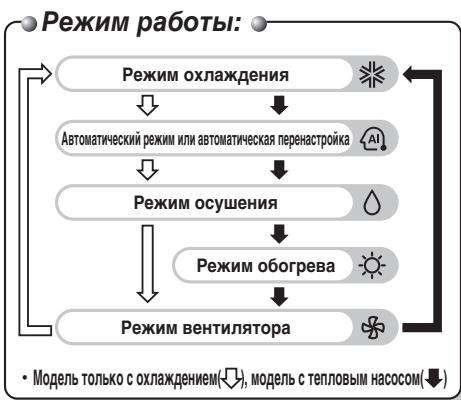 Режим работы:
Режим охлаждения
Автоматический режим или автоматическая перенастройка
AI
Режим осушения
Режим обогрева
Режим вентилятора
• Модель только с охлаждением(), модель с тепловым насосом()